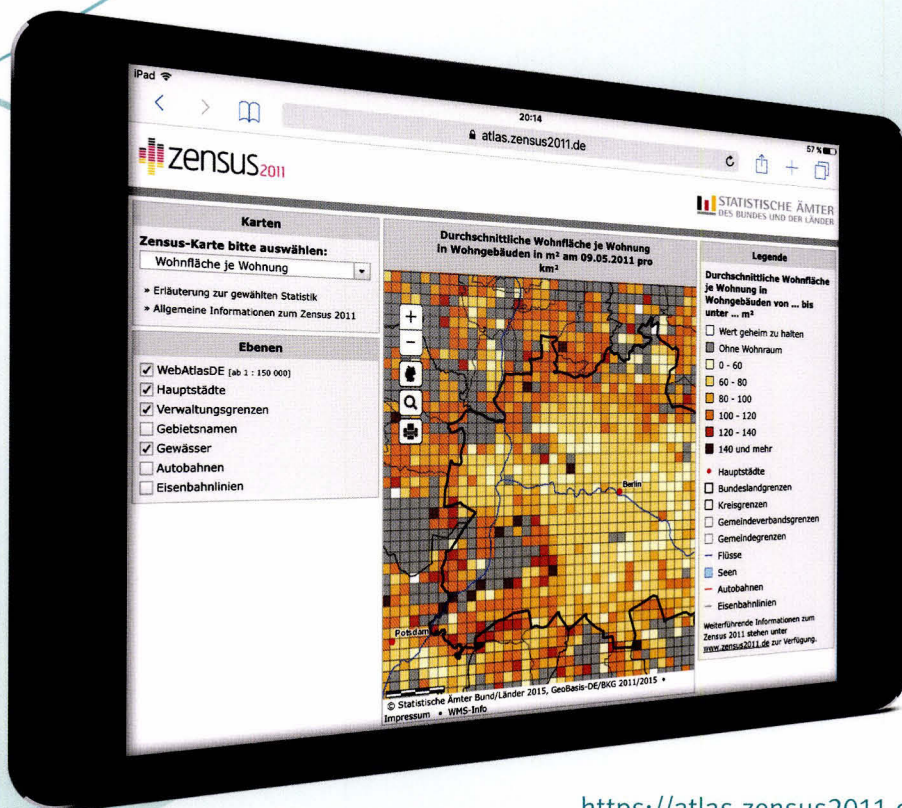 iPad
20:14
57 %
atlas.zensus2011.de
zensus2011
STATISTISCHE ÄMTER
DES BUNDES UND DER LÄNDER
Karten
Zensus-Karte bitte auswählen:
Wohnfläche je Wohnung
» Erläuterung zur gewählten Statistik
» Allgemeine Informationen zum Zensus 2011
Ebenen
WebAtlasDE [ab 1 : 150 000]
Hauptstädte
Verwaltungsgrenzen
Gebietsnamen
Gewässer
Autobahnen
Eisenbahnlinien
Durchschnittliche Wohnfläche je Wohnung
in Wohngebäuden in m² am 09.05.2011 pro
km²
+
−
Berlin
Potsdam
© Statistische Ämter Bund/Länder 2015, GeoBasis-DE/BKG 2011/2015 •
Impressum • WMS-Info
Legende
Durchschnittliche Wohnfläche
je Wohnung in
Wohngebäuden von ... bis
unter ... m²
Wert geheim zu halten
Ohne Wohnraum
0 - 60
60 - 80
80 - 100
100 - 120
120 - 140
140 und mehr
Hauptstädte
Bundeslandgrenzen
Kreisgrenzen
Gemeindeverbandsgrenzen
Gemeindegrenzen
Flüsse
Seen
Autobahnen
Eisenbahnlinien
Weiterführende Informationen zum
Zensus 2011 stehen unter
www.zensus2011.de zur Verfügung.